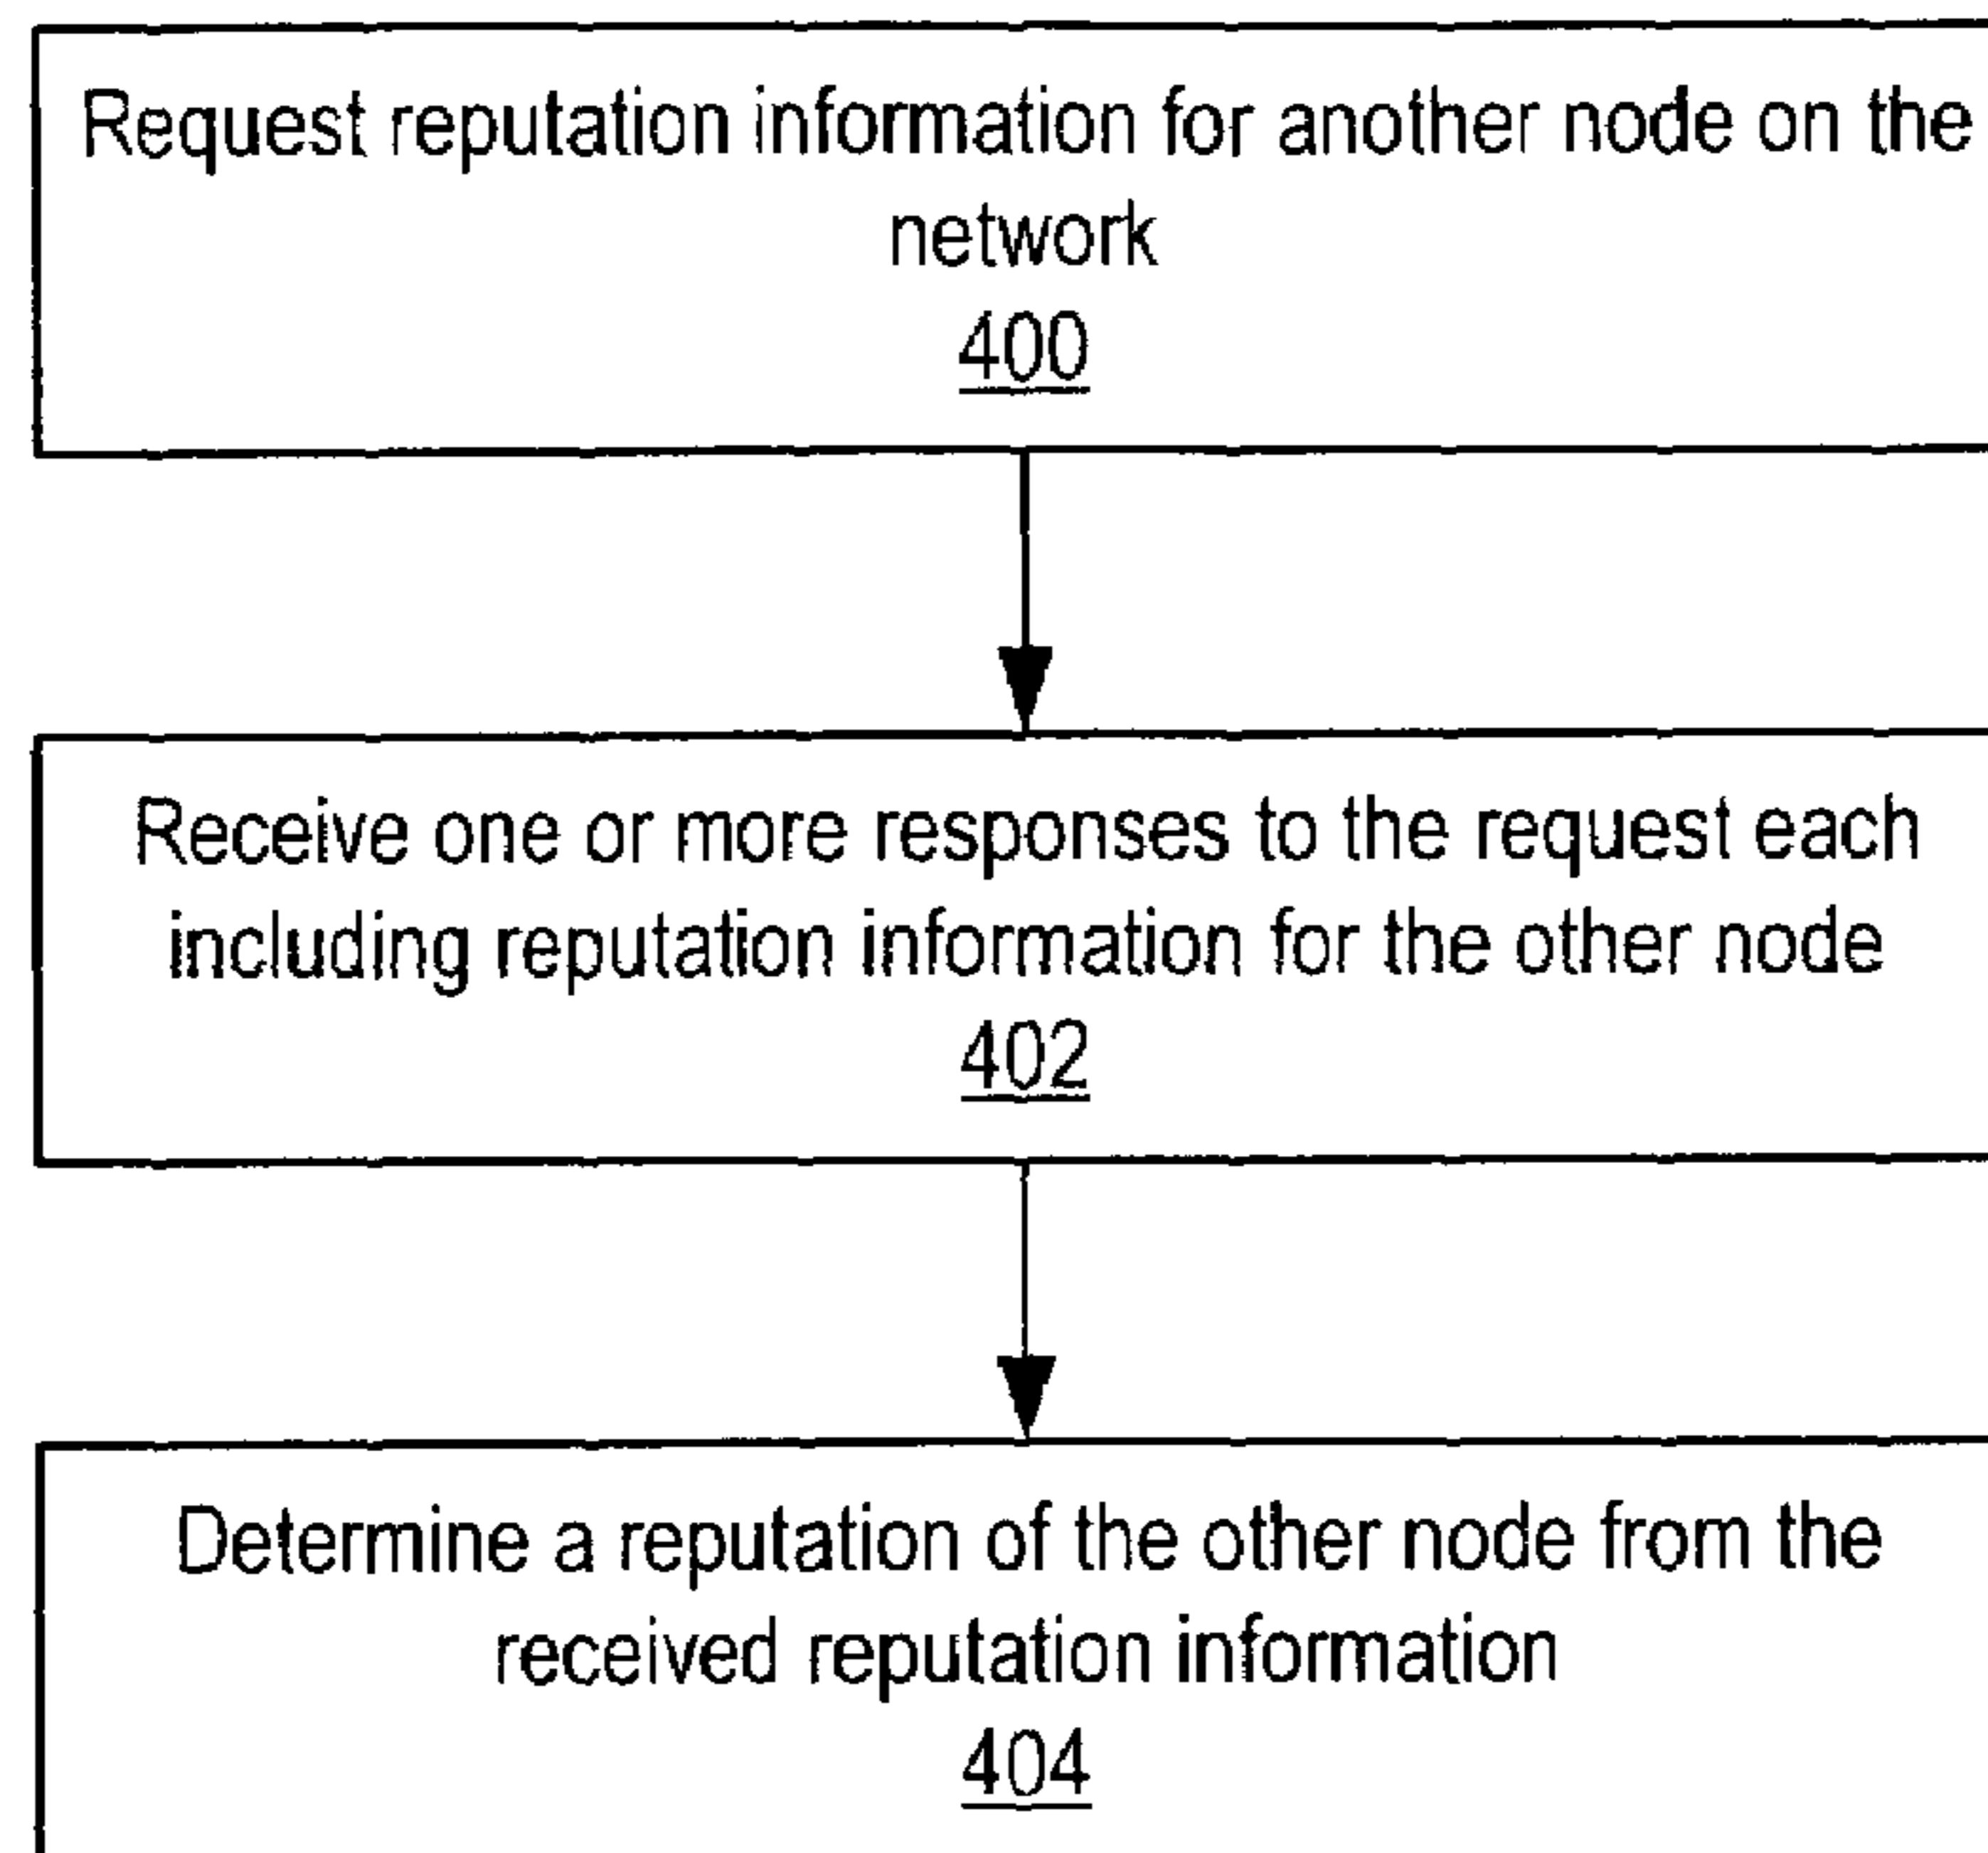 Request reputation information for another node on the
network
400
Receive one or more responses to the request each
including reputation information for the other node
402
Determine a reputation of the other node from the
received reputation information
404